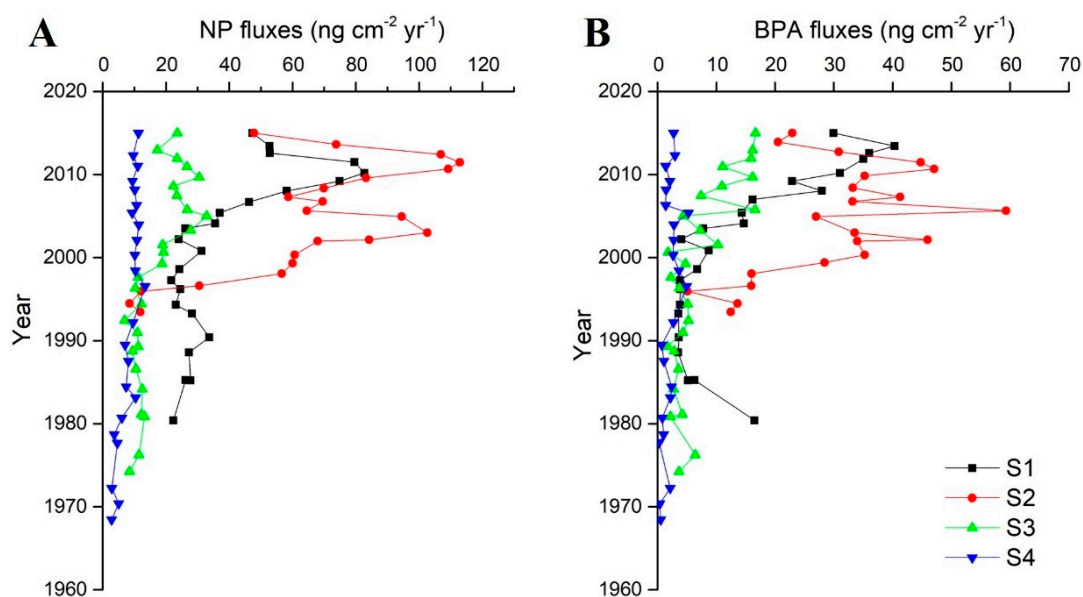 A
NP fluxes (ng cm⁻² yr⁻¹)
0 20 40 60 80 100 120
2020
2010
2000
1990
1980
1970
1960
Year
B
BPA fluxes (ng cm⁻² yr⁻¹)
0 10 20 30 40 50 60 70
2020
2010
2000
1990
1980
1970
1960
Year
S1
S2
S3
S4